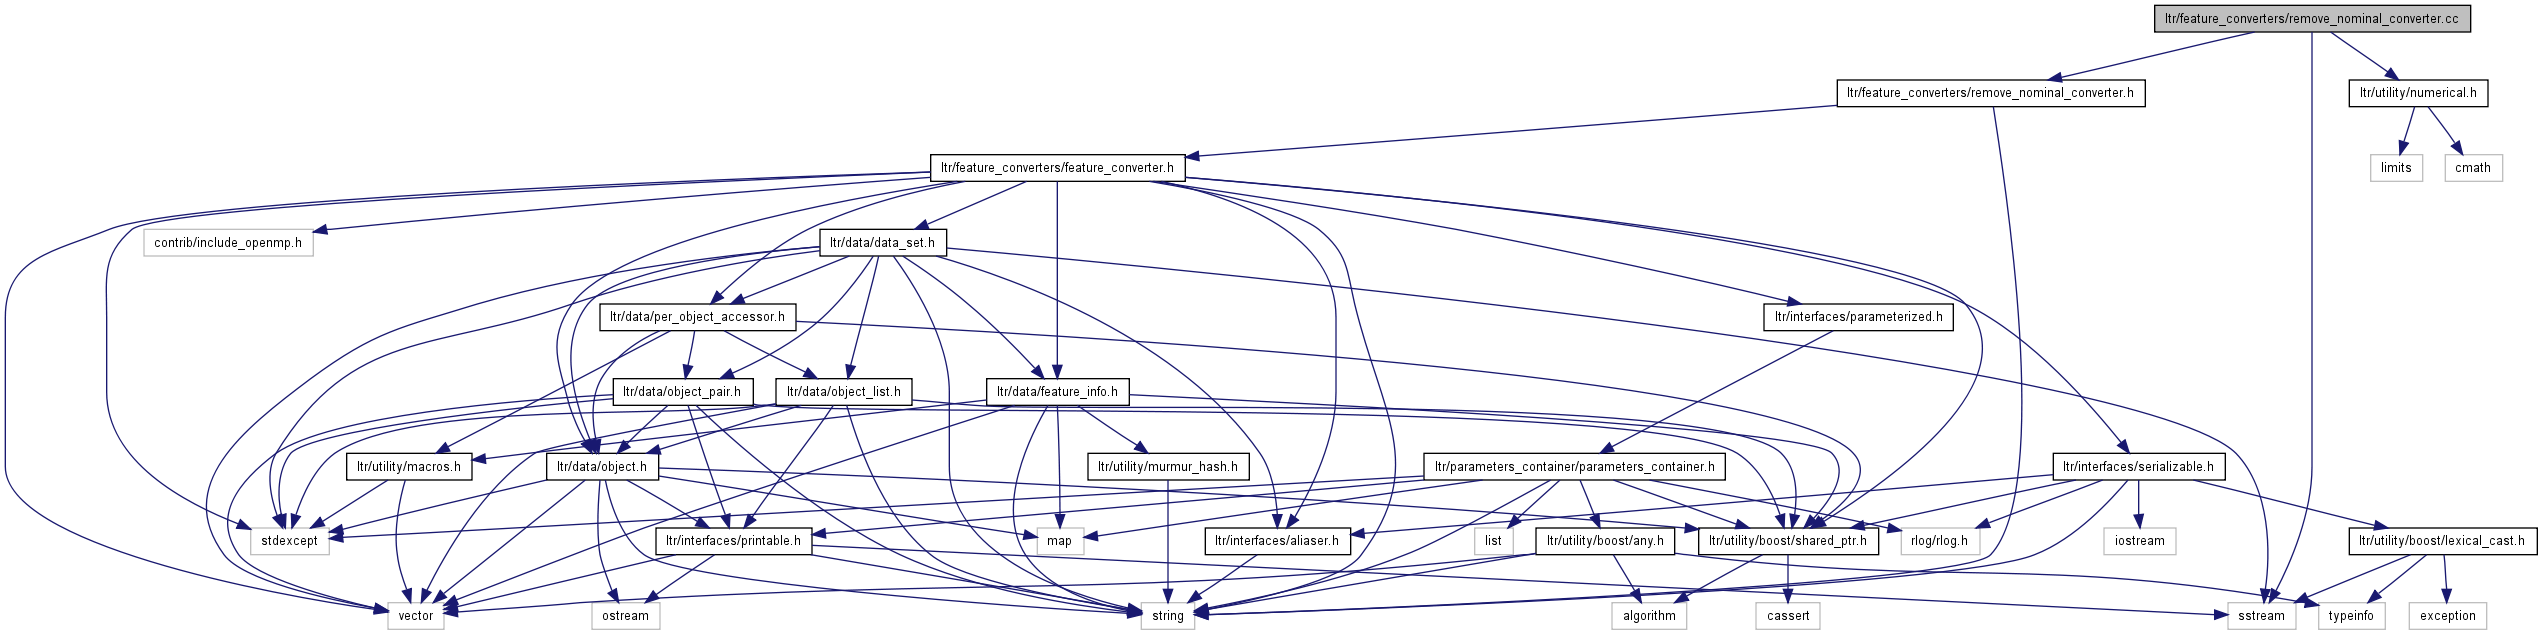 ltr/feature_converters/remove_nominal_converter.cc
ltr/feature_converters/remove_nominal_converter.h
ltr/utility/numerical.h
ltr/feature_converters/feature_converter.h
limits
cmath
contrib/include_openmp.h
ltr/data/data_set.h
ltr/data/per_object_accessor.h
ltr/interfaces/parameterized.h
ltr/data/object_pair.h
ltr/data/object_list.h
ltr/data/feature_info.h
ltr/utility/macros.h
ltr/data/object.h
ltr/utility/murmur_hash.h
ltr/parameters_container/parameters_container.h
ltr/interfaces/serializable.h
stdexcept
ltr/interfaces/printable.h
map
ltr/interfaces/aliaser.h
list
ltr/utility/boost/any.h
ltr/utility/boost/shared_ptr.h
rlog/rlog.h
iostream
ltr/utility/boost/lexical_cast.h
vector
ostream
string
algorithm
cassert
sstream
typeinfo
exception